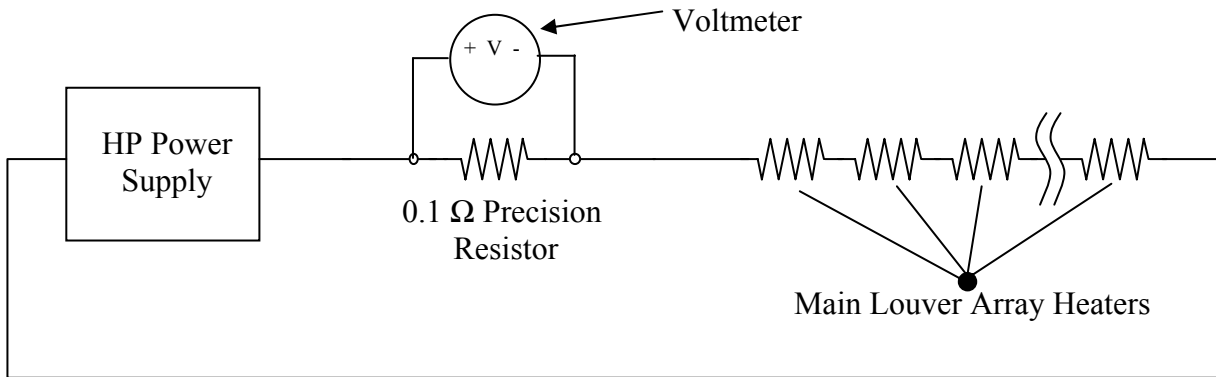 Voltmeter
+ V -
HP Power
Supply
0.1 Ω Precision
Resistor
Main Louver Array Heaters